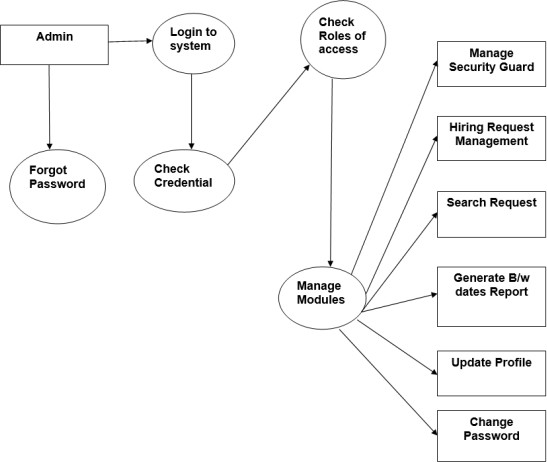 Admin
Login to
system
Check
Roles of
access
Manage
Security Guard
Forgot
Password
Check
Credential
Hiring Request
Management
Search Request
Manage
Modules
Generate B/w
dates Report
Update Profile
Change
Password